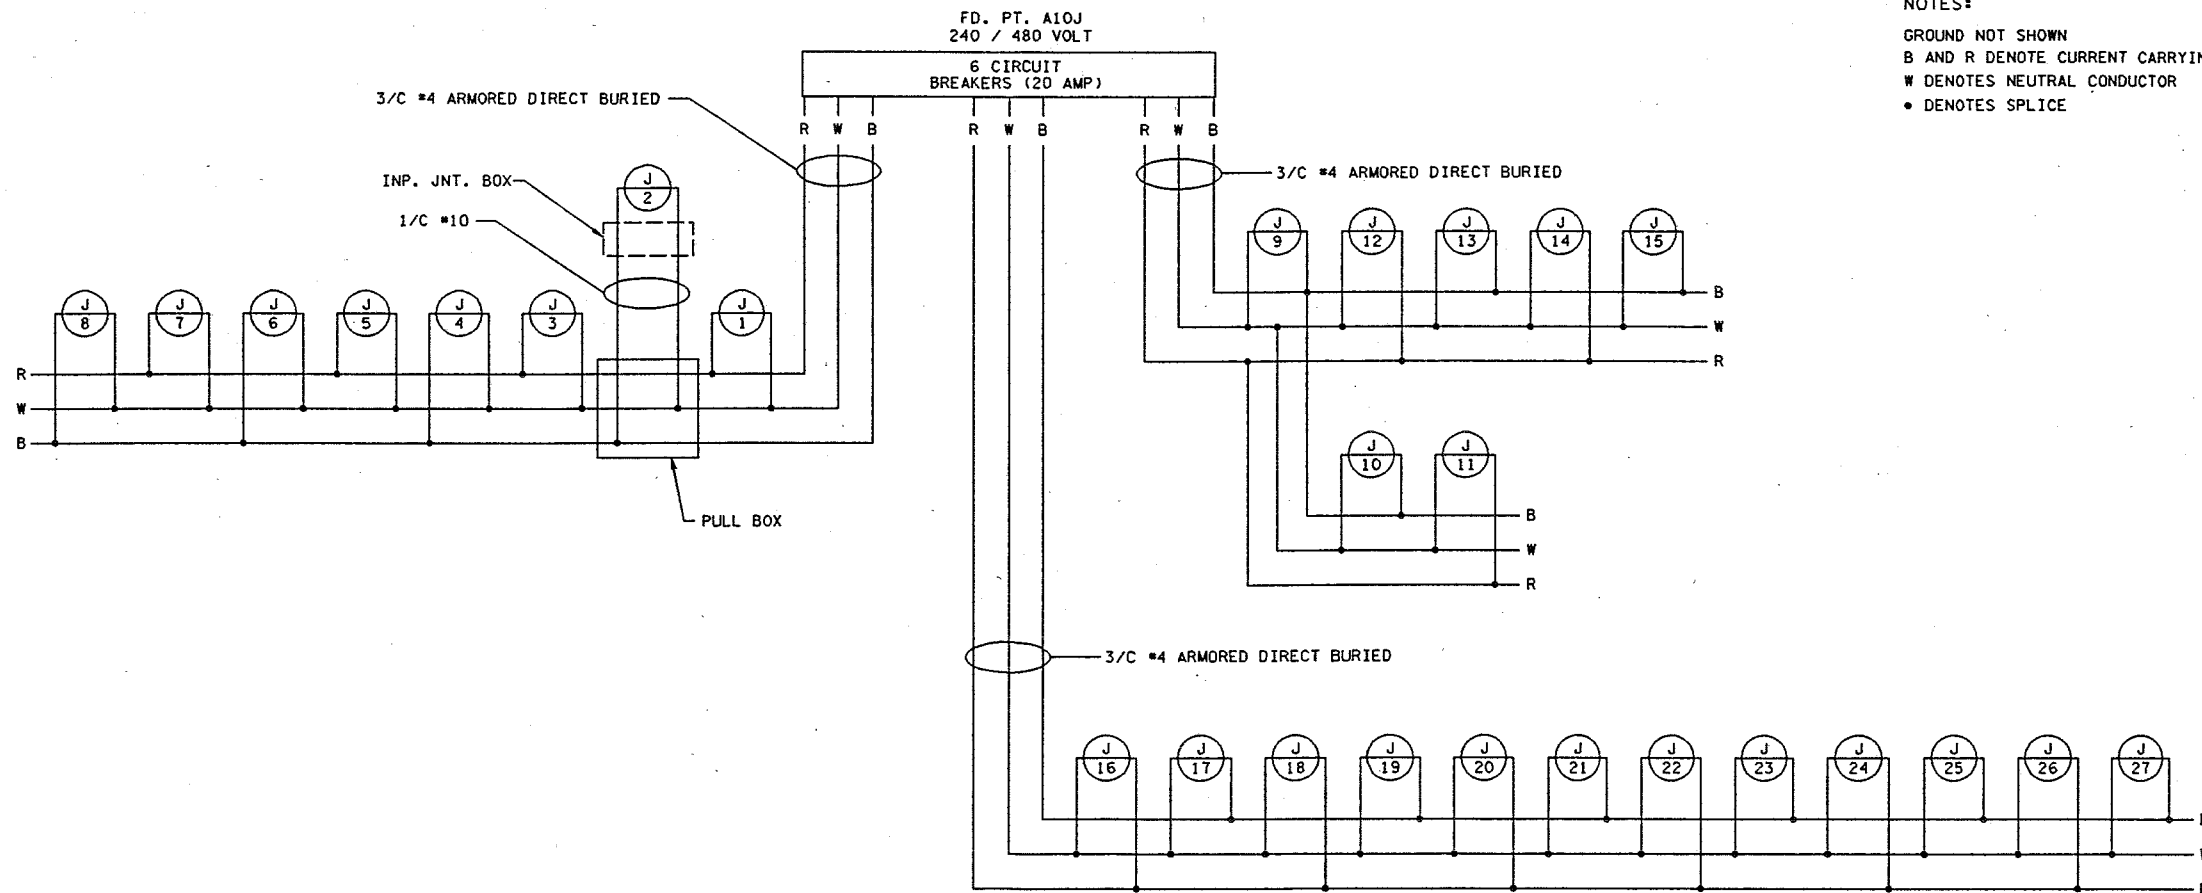 FD. PT. A10J
240 / 480 VOLT
6 CIRCUIT
BREAKERS (20 AMP)
NOTES:
GROUND NOT SHOWN
B AND R DENOTE CURRENT CARRYIN
W DENOTES NEUTRAL CONDUCTOR
• DENOTES SPLICE
3/C #4 ARMORED DIRECT BURIED
R W B
R W B
R W B
INP. JNT. BOX
1/C #10
J
2
3/C #4 ARMORED DIRECT BURIED
J
9
J
12
J
13
J
14
J
15
B
W
R
J
8
J
7
J
6
J
5
J
4
J
3
J
1
R
W
B
PULL BOX
J
10
J
11
B
W
R
3/C #4 ARMORED DIRECT BURIED
J
16
J
17
J
18
J
19
J
20
J
21
J
22
J
23
J
24
J
25
J
26
J
27